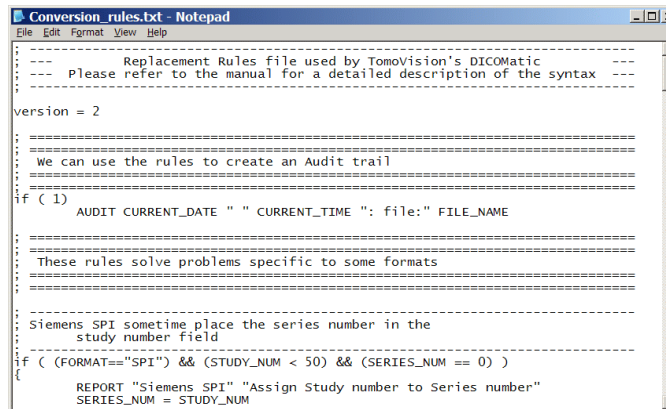 Conversion_rules.txt - Notepad
File Edit Format View Help
; ----------------------------------------------------------------------------
; --- Replacement Rules file used by TomoVision's DICOMatic ---
; --- Please refer to the manual for a detailed description of the syntax ---
; ----------------------------------------------------------------------------
version = 2
; ============================================================================
; ============================================================================
; We can use the rules to create an Audit trail
; ============================================================================
; ============================================================================
if ( 1)
AUDIT CURRENT_DATE " " CURRENT_TIME ": file:" FILE_NAME
; ============================================================================
; ============================================================================
; These rules solve problems specific to some formats
; ============================================================================
; ============================================================================
; ----------------------------------------------------------------------------
; Siemens SPI sometime place the series number in the
; study number field
; ----------------------------------------------------------------------------
if ( (FORMAT=="SPI") && (STUDY_NUM < 50) && (SERIES_NUM == 0) )
{
REPORT "Siemens SPI" "Assign Study number to Series number"
SERIES_NUM = STUDY_NUM